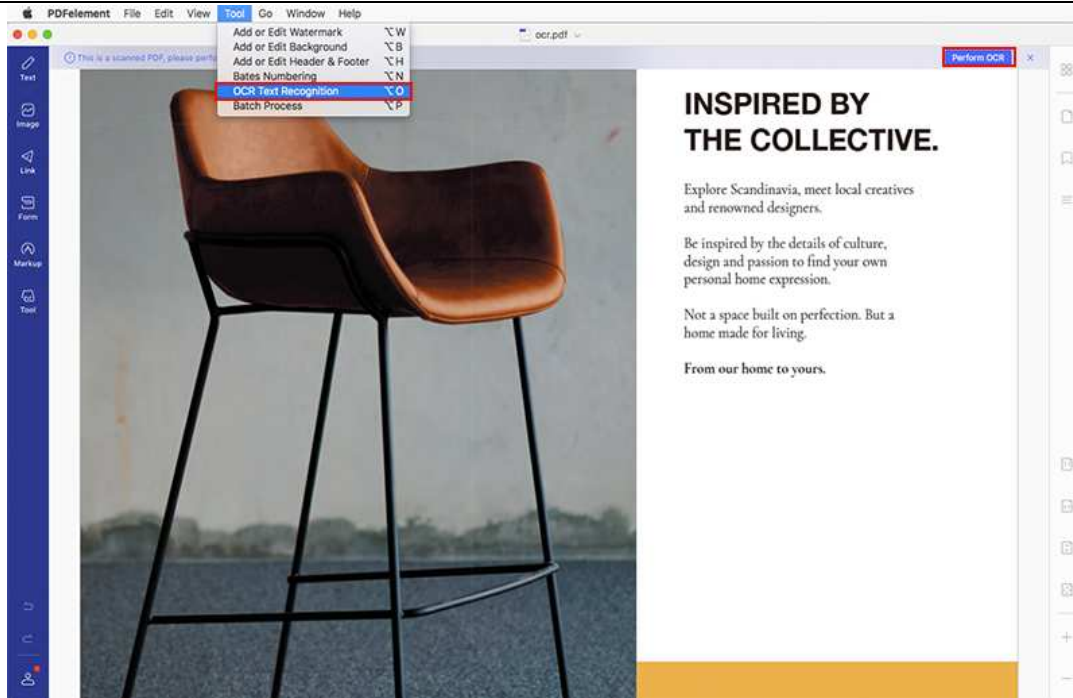 PDFelement File Edit View Tool Go Window Help
ocr.pdf
Add or Edit Watermark ⌥ W
Add or Edit Background ⌥ B
Add or Edit Header & Footer ⌥ H
Bates Numbering ⌥ N
OCR Text Recognition ⌥ O
Batch Process ⌥ P
This is a scanned PDF, please
Perform OCR
Text
Image
Link
Form
Markup
Tool
INSPIRED BY
THE COLLECTIVE.
Explore Scandinavia, meet local creatives
and renowned designers.
Be inspired by the details of culture,
design and passion to find your own
personal home expression.
Not a space built on perfection. But a
home made for living.
From our home to yours.